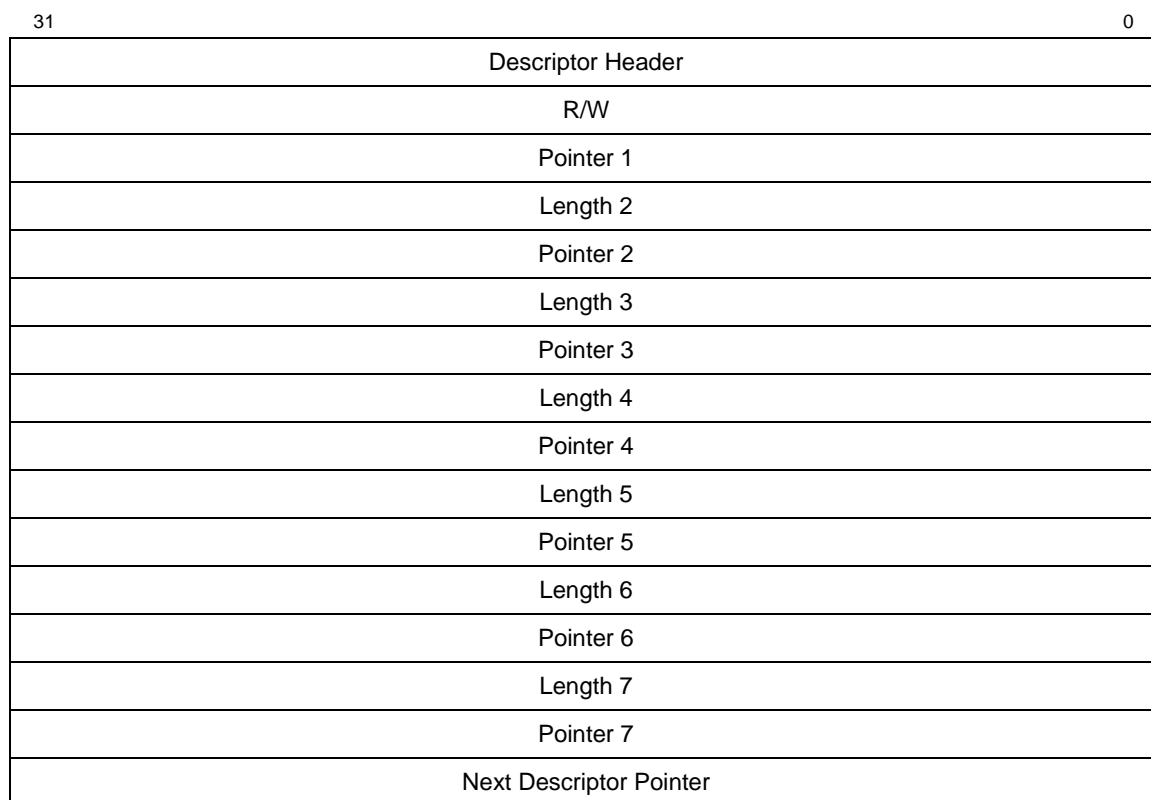 31 0
Descriptor Header
R/W
Pointer 1
Length 2
Pointer 2
Length 3
Pointer 3
Length 4
Pointer 4
Length 5
Pointer 5
Length 6
Pointer 6
Length 7
Pointer 7
Next Descriptor Pointer